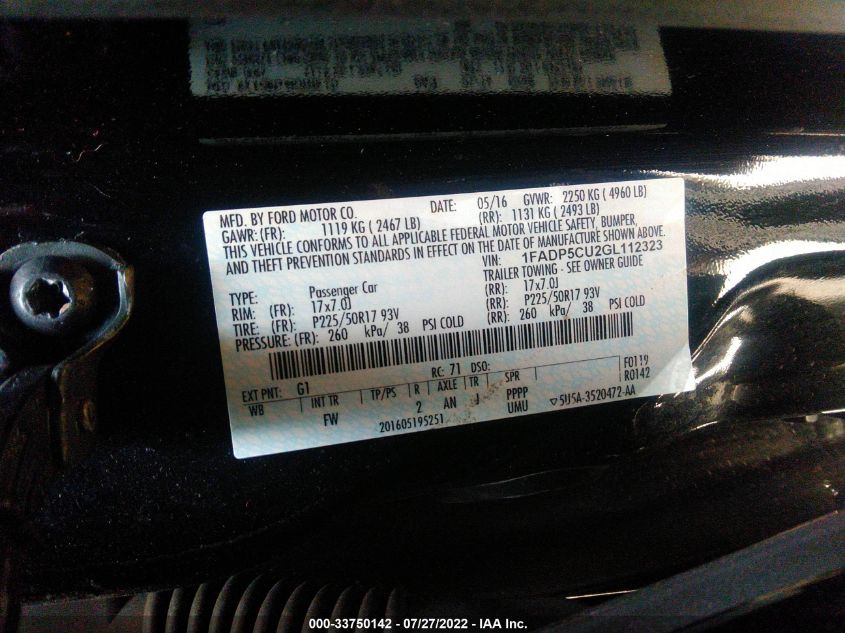 MFD. BY FORD MOTOR CO. DATE: 05/16 GVWR: 2250 KG ( 4960 LB)
GAWR: (FR): 1119 KG ( 2467 LB) (RR): 1131 KG ( 2493 LB)
THIS VEHICLE CONFORMS TO ALL APPLICABLE FEDERAL MOTOR VEHICLE SAFETY, BUMPER,
AND THEFT PREVENTION STANDARDS IN EFFECT ON THE DATE OF MANUFACTURE SHOWN ABOVE.
VIN: 1FADP5CU2GL112323
TYPE: Passenger Car TRAILER TOWING - SEE OWNER GUIDE
RIM: (FR): 17x7.0J (RR): 17x7.0J
TIRE: (FR): P225/50R17 93V (RR): P225/50R17 93V
PRESSURE: (FR): 260 kPa/ 38 PSI COLD (RR): 260 kPa/ 38 PSI COLD
EXT PNT: G1 RC: 71 DSO: F0119
WB INT TR TP/PS R AXLE TR SPR R0142
FW 2 AN J PPPP
UMU 5U5A-3520472-AA
201605195251
000-33750142 - 07/27/2022 - IAA Inc.